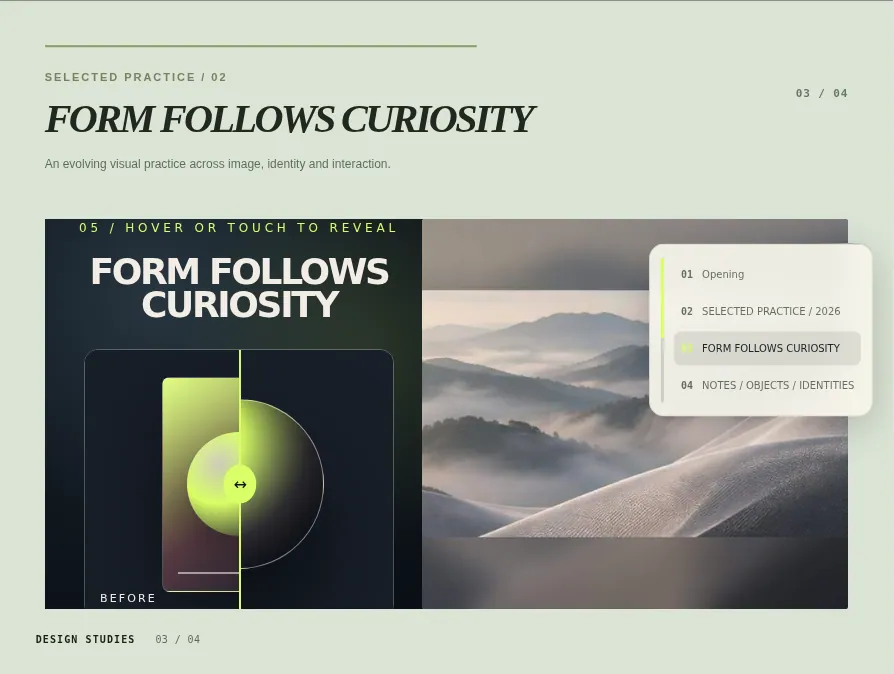 SELECTED PRACTICE / 02
03 / 04
FORM FOLLOWS CURIOSITY
An evolving visual practice across image, identity and interaction.
05 / HOVER OR TOUCH TO REVEAL
FORM FOLLOWS
CURIOSITY
BEFORE
01 Opening
02 SELECTED PRACTICE / 2026
03 FORM FOLLOWS CURIOSITY
04 NOTES / OBJECTS / IDENTITIES
DESIGN STUDIES 03 / 04